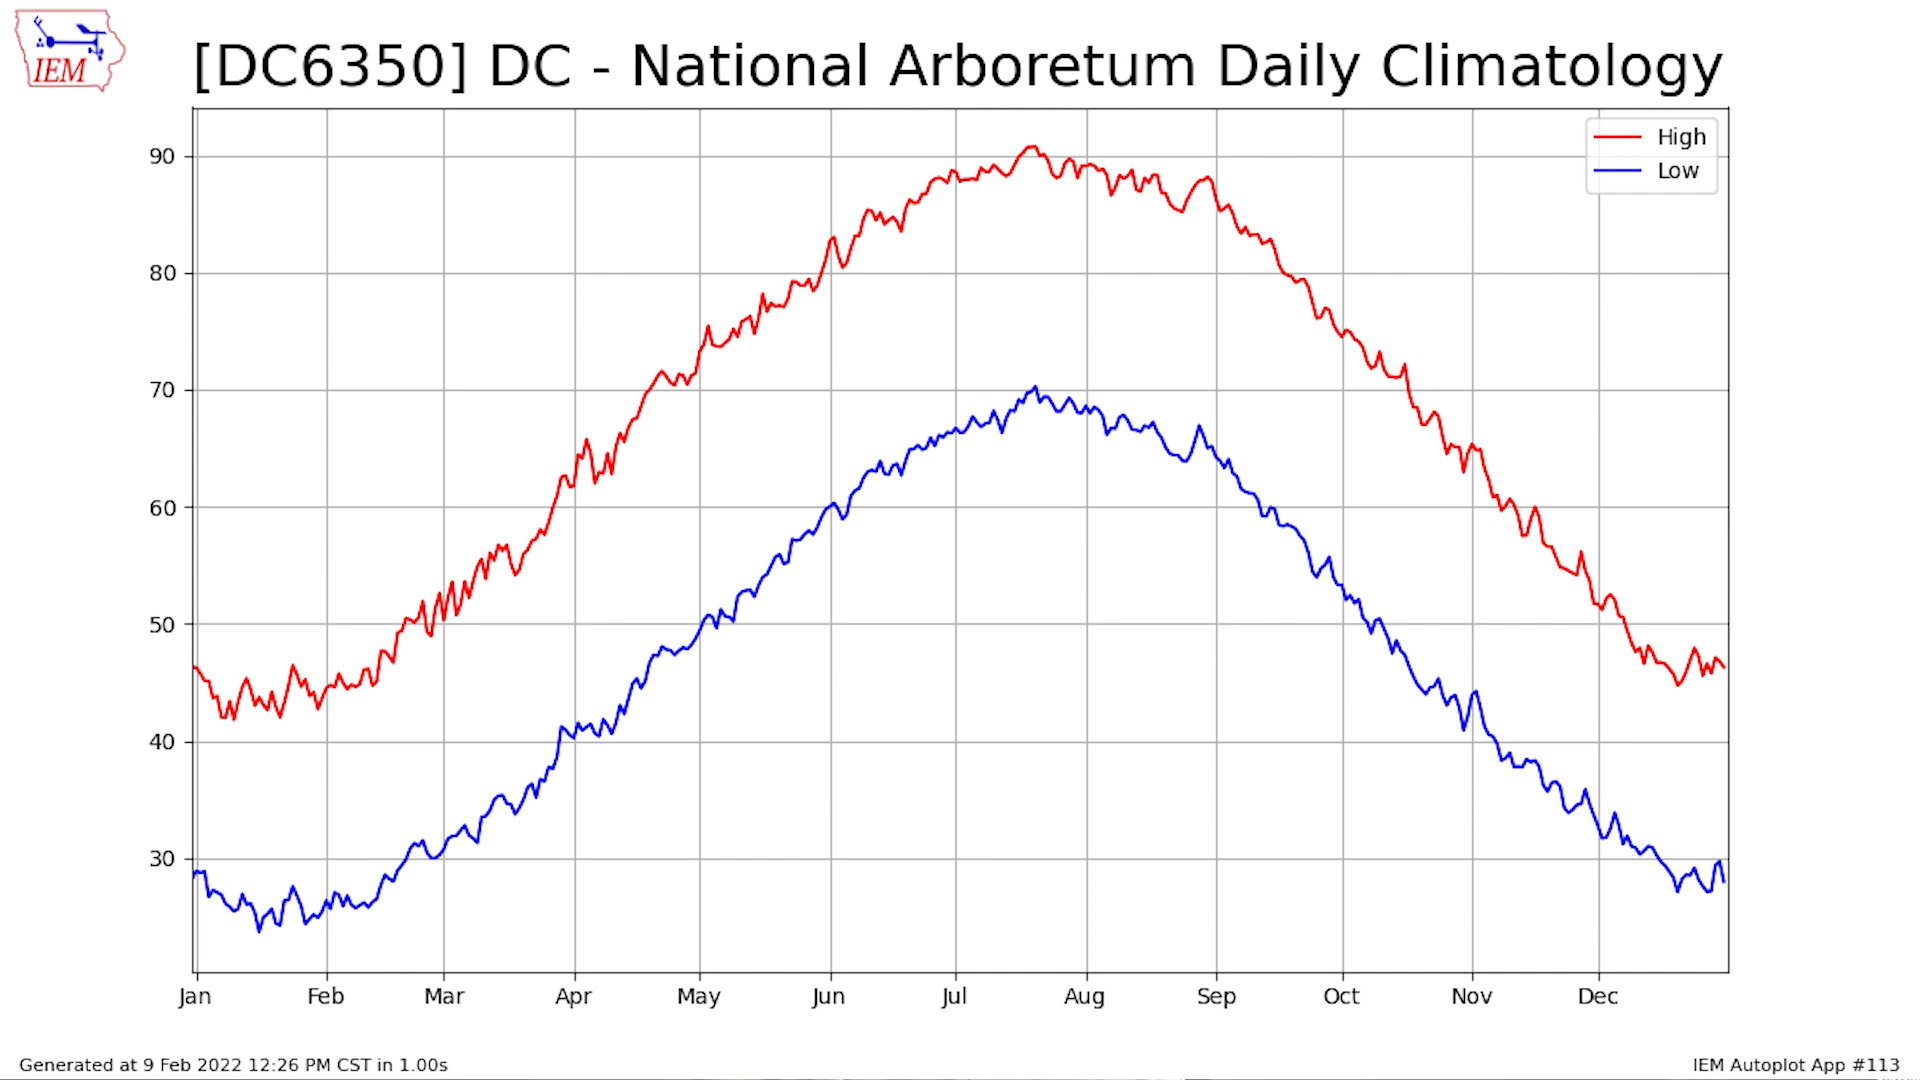 IEM
[DC6350] DC - National Arboretum Daily Climatology
High
Low
90
80
70
60
50
40
30
Jan Feb Mar Apr May Jun Jul Aug Sep Oct Nov Dec
Generated at 9 Feb 2022 12:26 PM CST in 1.00s
IEM Autoplot App #113